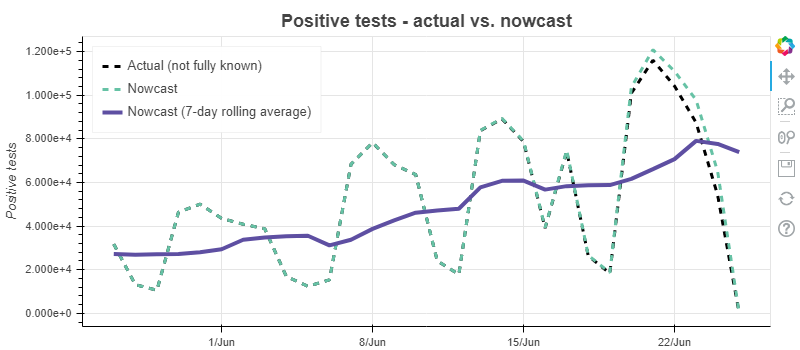 Positive tests - actual vs. nowcast
1.200e+5
1.000e+5
8.000e+4
6.000e+4
4.000e+4
2.000e+4
0.000e+0
Positive tests
Actual (not fully known)
Nowcast
Nowcast (7-day rolling average)
1/Jun
8/Jun
15/Jun
22/Jun